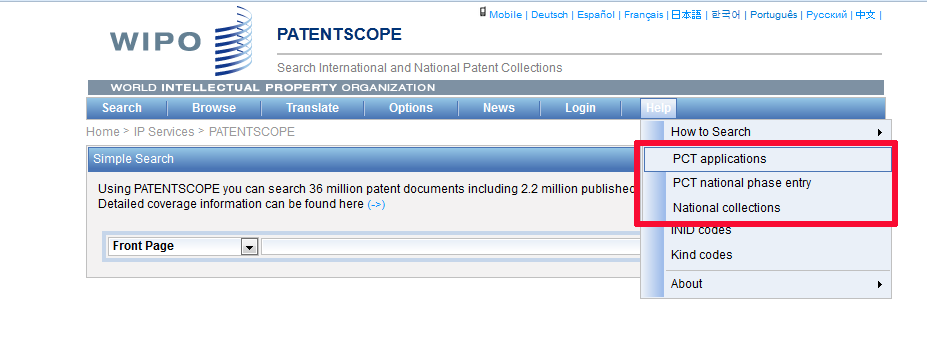 Mobile | Deutsch | Español | Français | 日本語 | 한국어 | Português | Русский | 中文 |
WIPO
PATENTSCOPE
Search International and National Patent Collections
WORLD INTELLECTUAL PROPERTY ORGANIZATION
Search Browse Translate Options News Login Help
Home > IP Services > PATENTSCOPE
How to Search
Simple Search
PCT applications
PCT national phase entry
National collections
INID codes
Kind codes
About
Using PATENTSCOPE you can search 36 million patent documents including 2.2 million published
Detailed coverage information can be found here (->)
Front Page